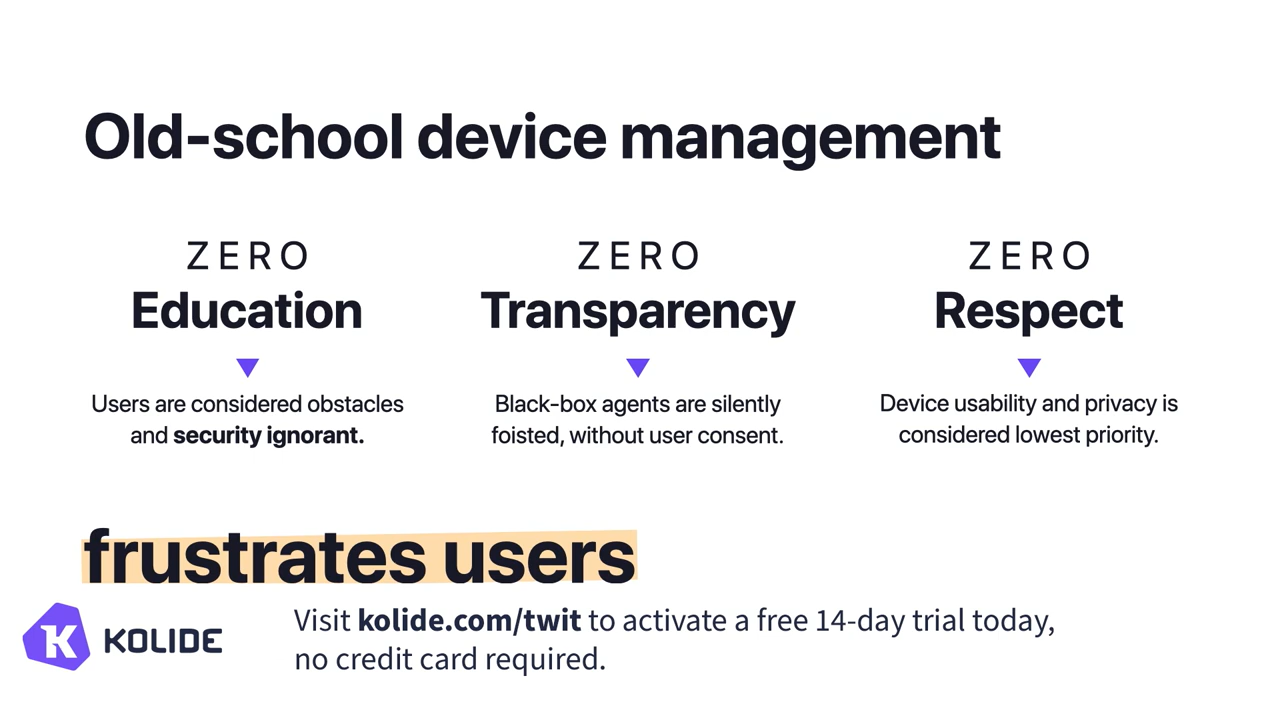 Old-school device management
ZERO
Education
Users are considered obstacles
and security ignorant.
ZERO
Transparency
Black-box agents are silently
foisted, without user consent.
ZERO
Respect
Device usability and privacy is
considered lowest priority.
frustrates users
K KOLIDE
Visit kolide.com/twit to activate a free 14-day trial today,
no credit card required.